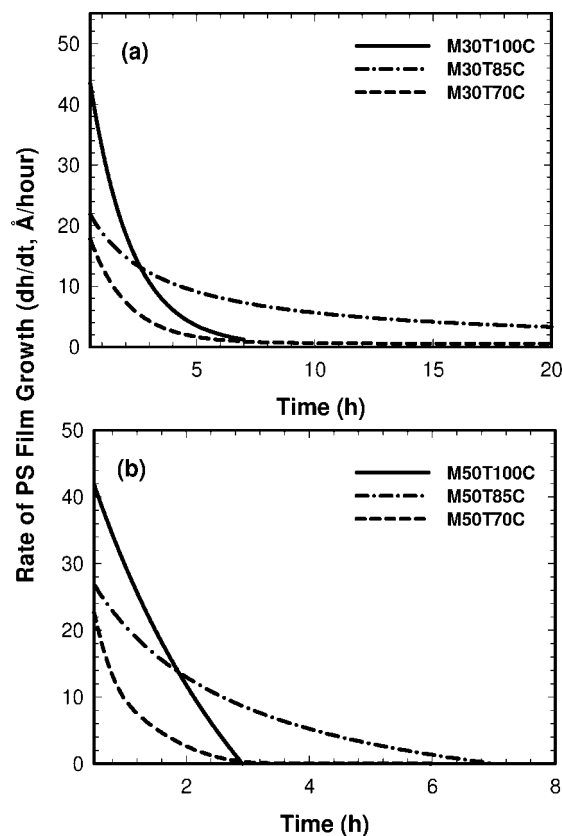 Rate of PS Film Growth (dh/dt, Å/hour)
(a)
M30T100C
M30T85C
M30T70C
50
40
30
20
10
0
5 10 15 20
Time (h)
(b)
M50T100C
M50T85C
M50T70C
50
40
30
20
10
0
2 4 6 8
Time (h)